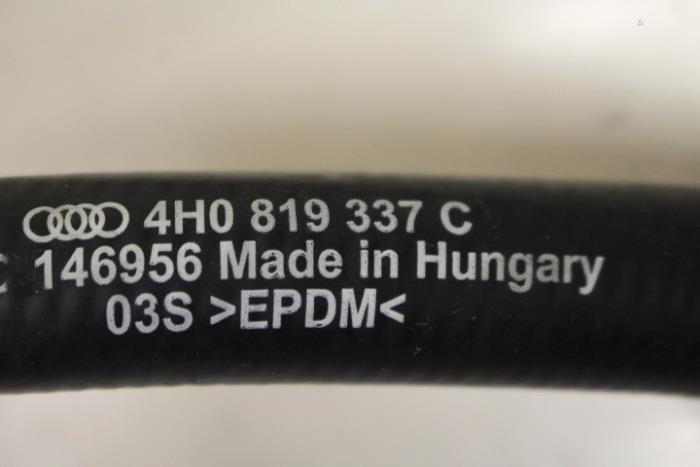 4H0 819 337 C
146956 Made in Hungary
03S >EPDM<